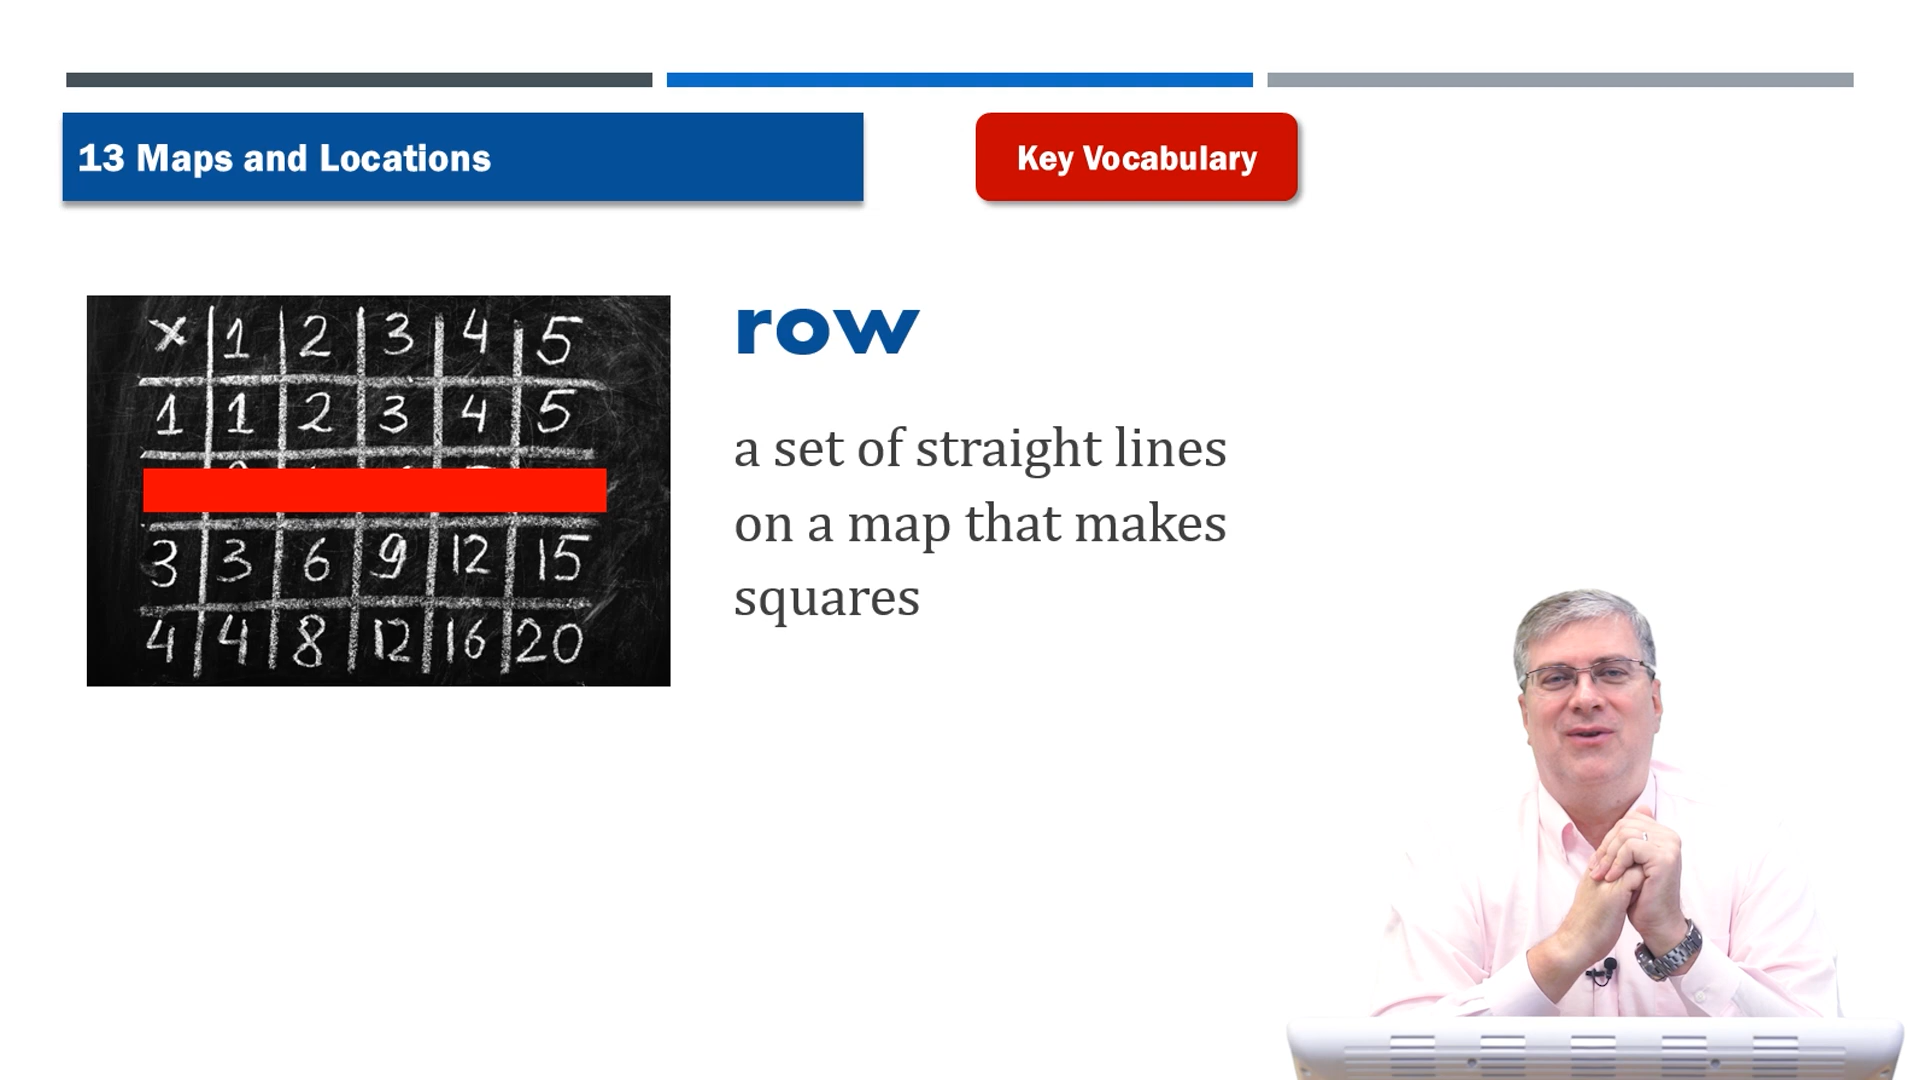 13 Maps and Locations
Key Vocabulary
x 1 2 3 4 5
1 1 2 3 4 5
3 3 6 9 12 15
4 4 8 12 16 20
row
a set of straight lines
on a map that makes
squares